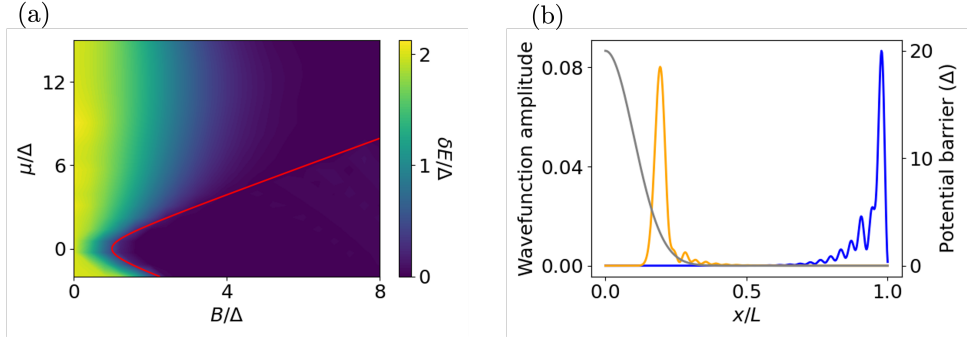 (a)
μ/Δ
12
6
0
0
4
8
B/Δ
2
1
0
δE/Δ
(b)
Wavefunction amplitude
0.08
0.04
0.00
0.0
0.5
1.0
x/L
20
10
0
Potential barrier (Δ)